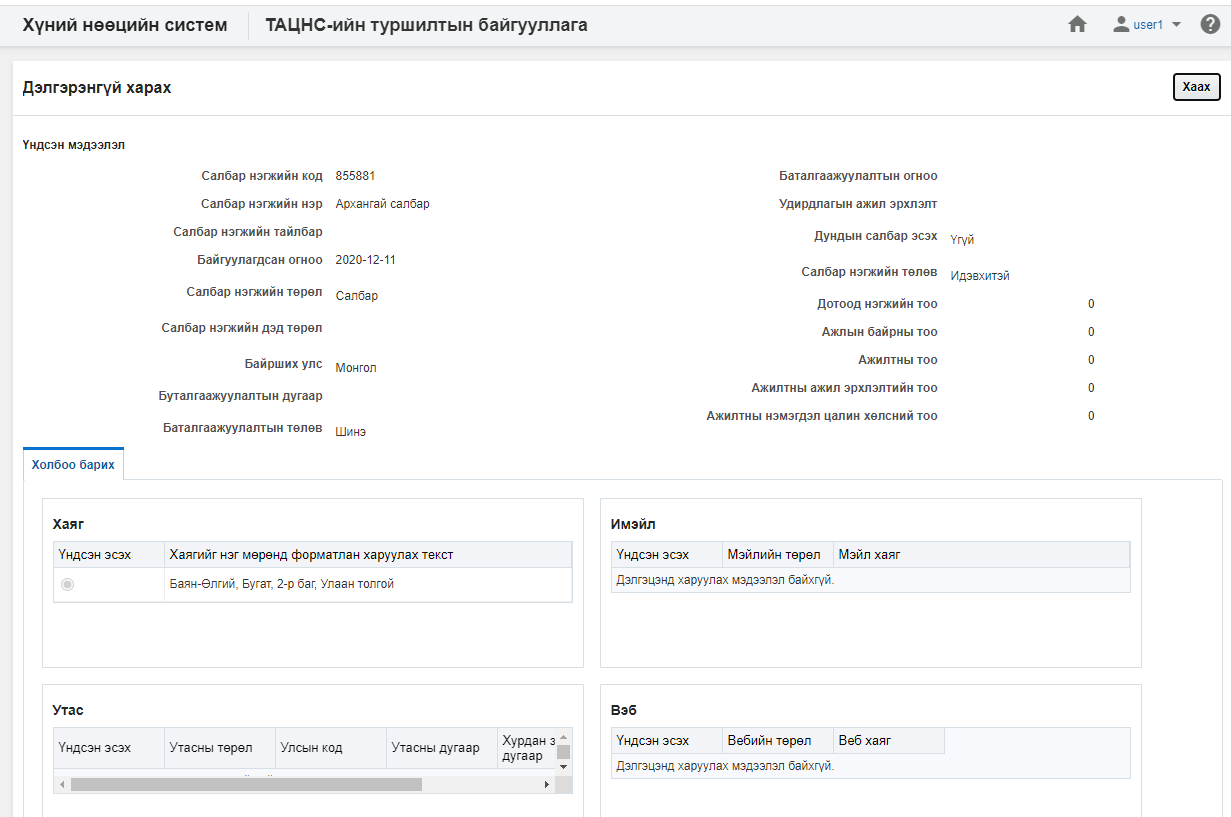 Хүний нөөцийн систем ТАЦНС-ийн туршилтын байгууллага user1 ?
Дэлгэрэнгүй харах Хаах
Үндсэн мэдээлэл
Салбар нэгжийн код 855881
Салбар нэгжийн нэр Архангай салбар
Салбар нэгжийн тайлбар
Байгуулагдсан огноо 2020-12-11
Салбар нэгжийн төрөл Салбар
Салбар нэгжийн дэд төрөл
Байрших улс Монгол
Буталгаажуулалтын дугаар
Баталгаажуулалтын төлөв Шинэ
Баталгаажуулалтын огноо
Удирдлагын ажил эрхлэлт
Дундын салбар эсэх Үгүй
Салбар нэгжийн төлөв Идэвхитэй
Дотоод нэгжийн тоо 0
Ажлын байрны тоо 0
Ажилтны тоо 0
Ажилтны ажил эрхлэлтийн тоо 0
Ажилтны нэмэгдэл цалин хөлсний тоо 0
Холбоо барих
Хаяг
Үндсэн эсэх Хаягийг нэг мөрөнд форматлан харуулах текст
Баян-Өлгий, Бугат, 2-р баг, Улаан толгой
Имэйл
Үндсэн эсэх Мэйлийн төрөл Мэйл хаяг
Дэлгэцэнд харуулах мэдээлэл байхгүй.
Утас
Үндсэн эсэх Утасны төрөл Улсын код Утасны дугаар Хурдан з
дугаар
Вэб
Үндсэн эсэх Вебийн төрөл Веб хаяг
Дэлгэцэнд харуулах мэдээлэл байхгүй.